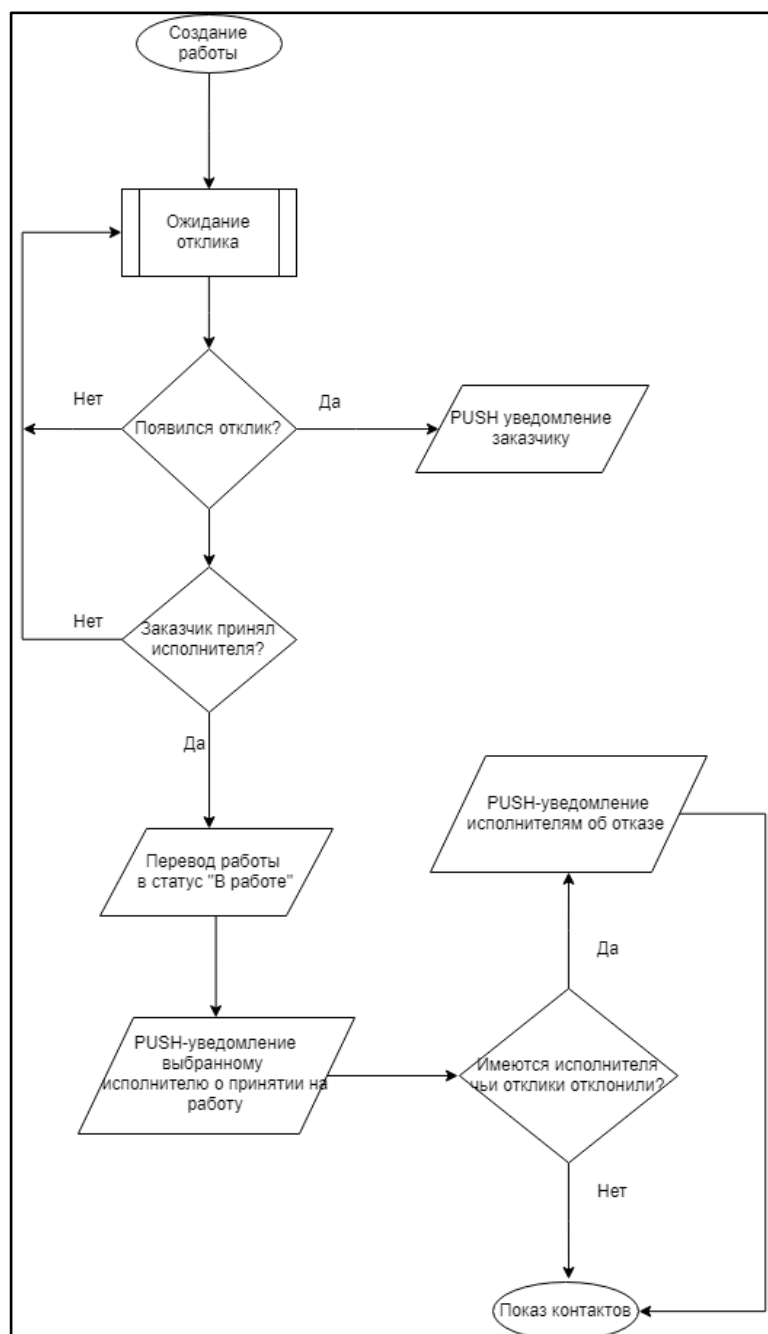 Создание
работы
Ожидание
отклика
Нет
Да
Появился отклик?
PUSH уведомление
заказчику
Нет
Заказчик принял
исполнителя?
Да
Перевод работы
в статус "В работе"
PUSH-уведомление
исполнителям об отказе
Да
PUSH-уведомление
выбранному
исполнителю о принятии на
работу
Имеются исполнителя
чьи отклики отклонили?
Нет
Показ контактов